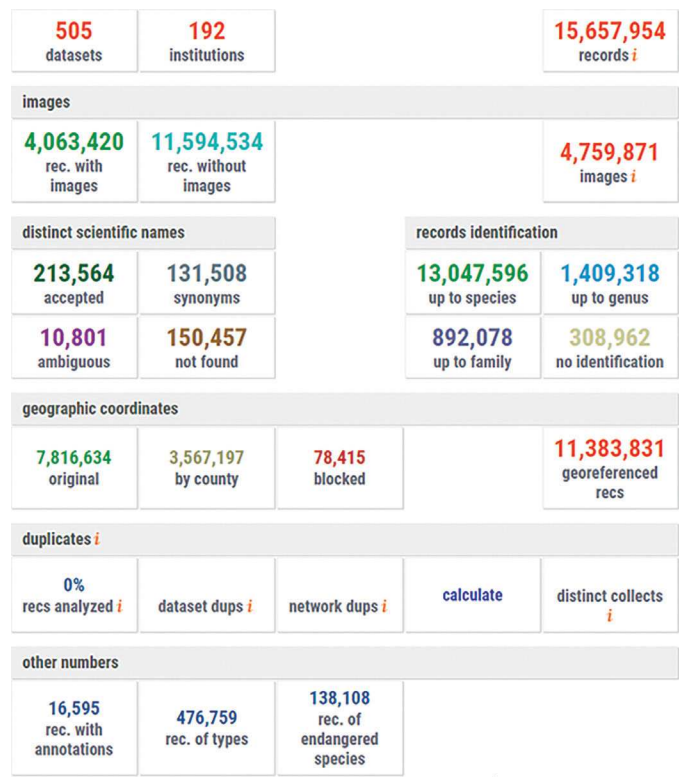 505 192 15,657,954
datasets institutions records i
images
4,063,420 11,594,534 4,759,871
rec. with rec. without images i
images images
distinct scientific names records identification
213,564 131,508 13,047,596 1,409,318
accepted synonyms up to species up to genus
10,801 150,457 892,078 308,962
ambiguous not found up to family no identification
geographic coordinates
7,816,634 3,567,197 78,415 11,383,831
original by county blocked georeferenced
recs
duplicates i
0% calculate
recs analyzed i dataset dups i network dups i distinct collects
i
other numbers
16,595 476,759 138,108
rec. with rec. of types rec. of
annotations endangered
species